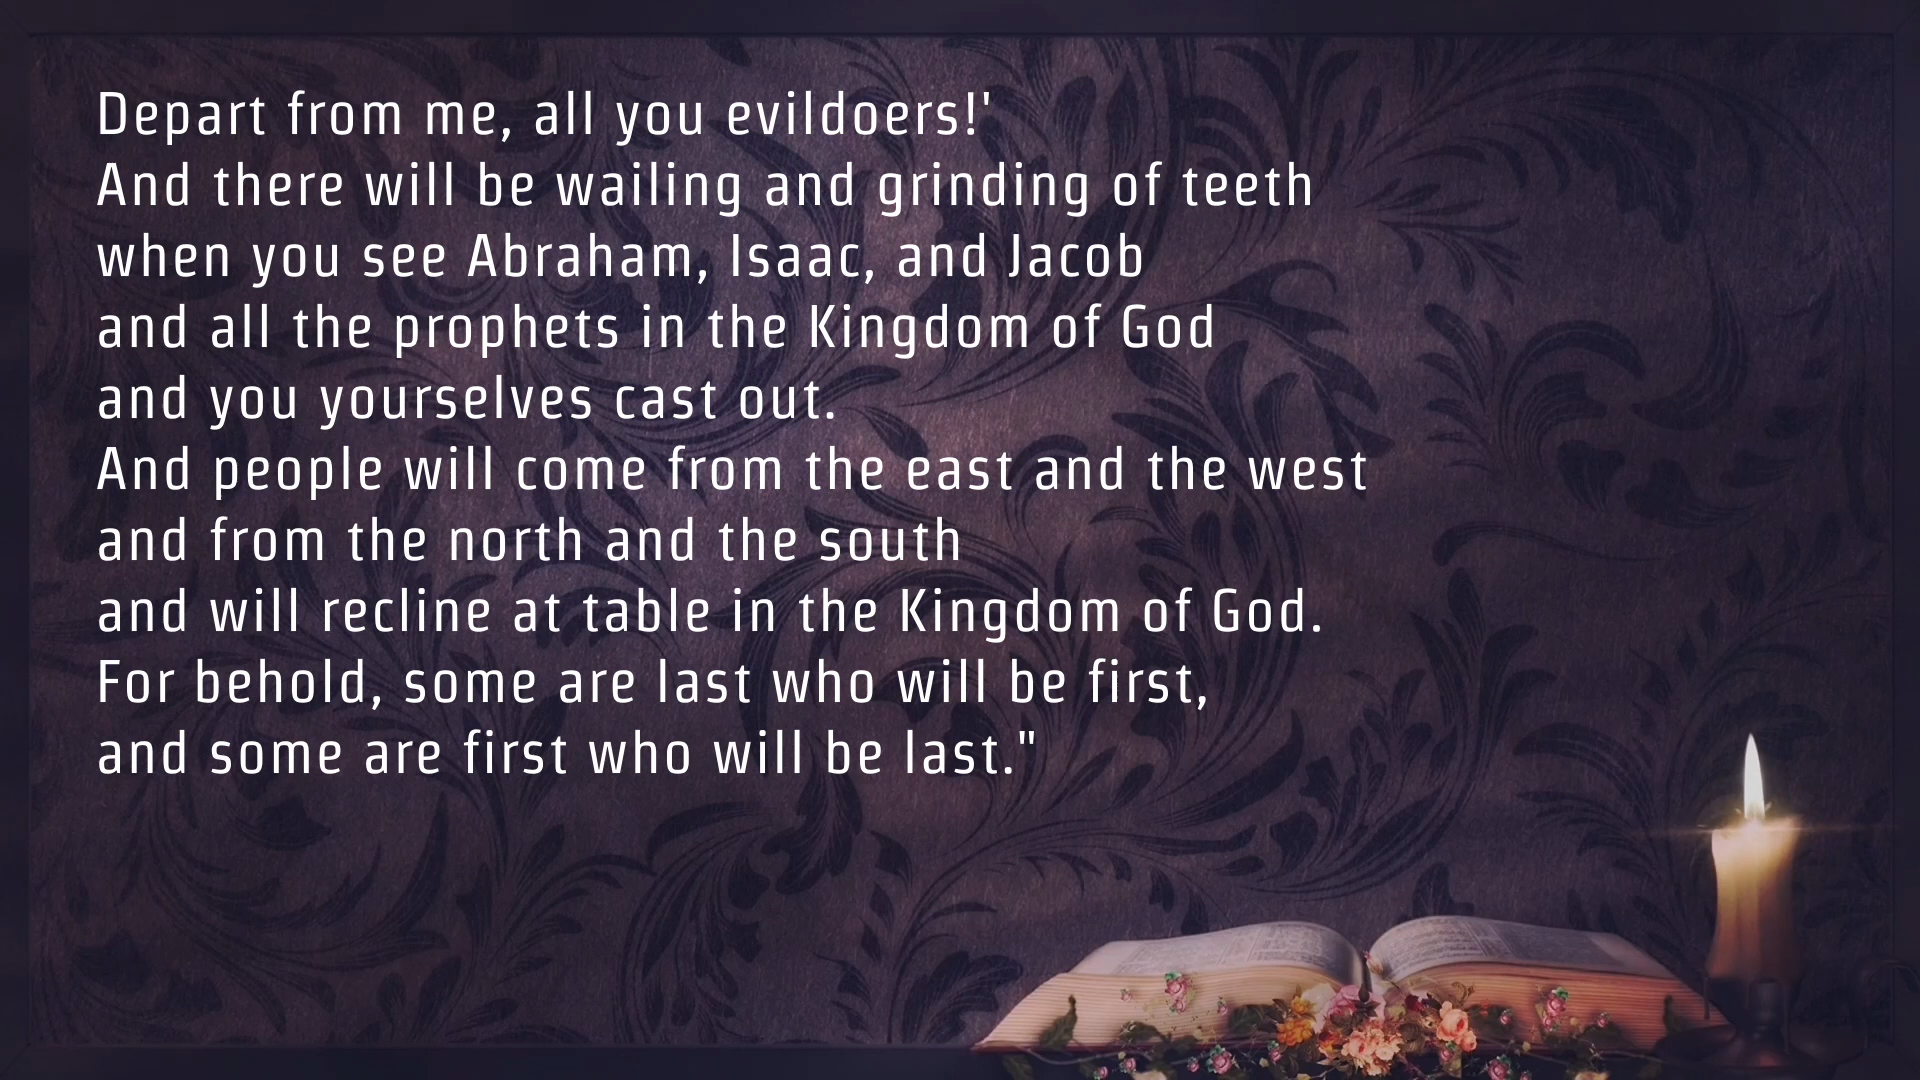 Depart from me, all you evildoers!'
And there will be wailing and grinding of teeth
when you see Abraham, Isaac, and Jacob
and all the prophets in the Kingdom of God
and you yourselves cast out.
And people will come from the east and the west
and from the north and the south
and will recline at table in the Kingdom of God.
For behold, some are last who will be first,
and some are first who will be last."